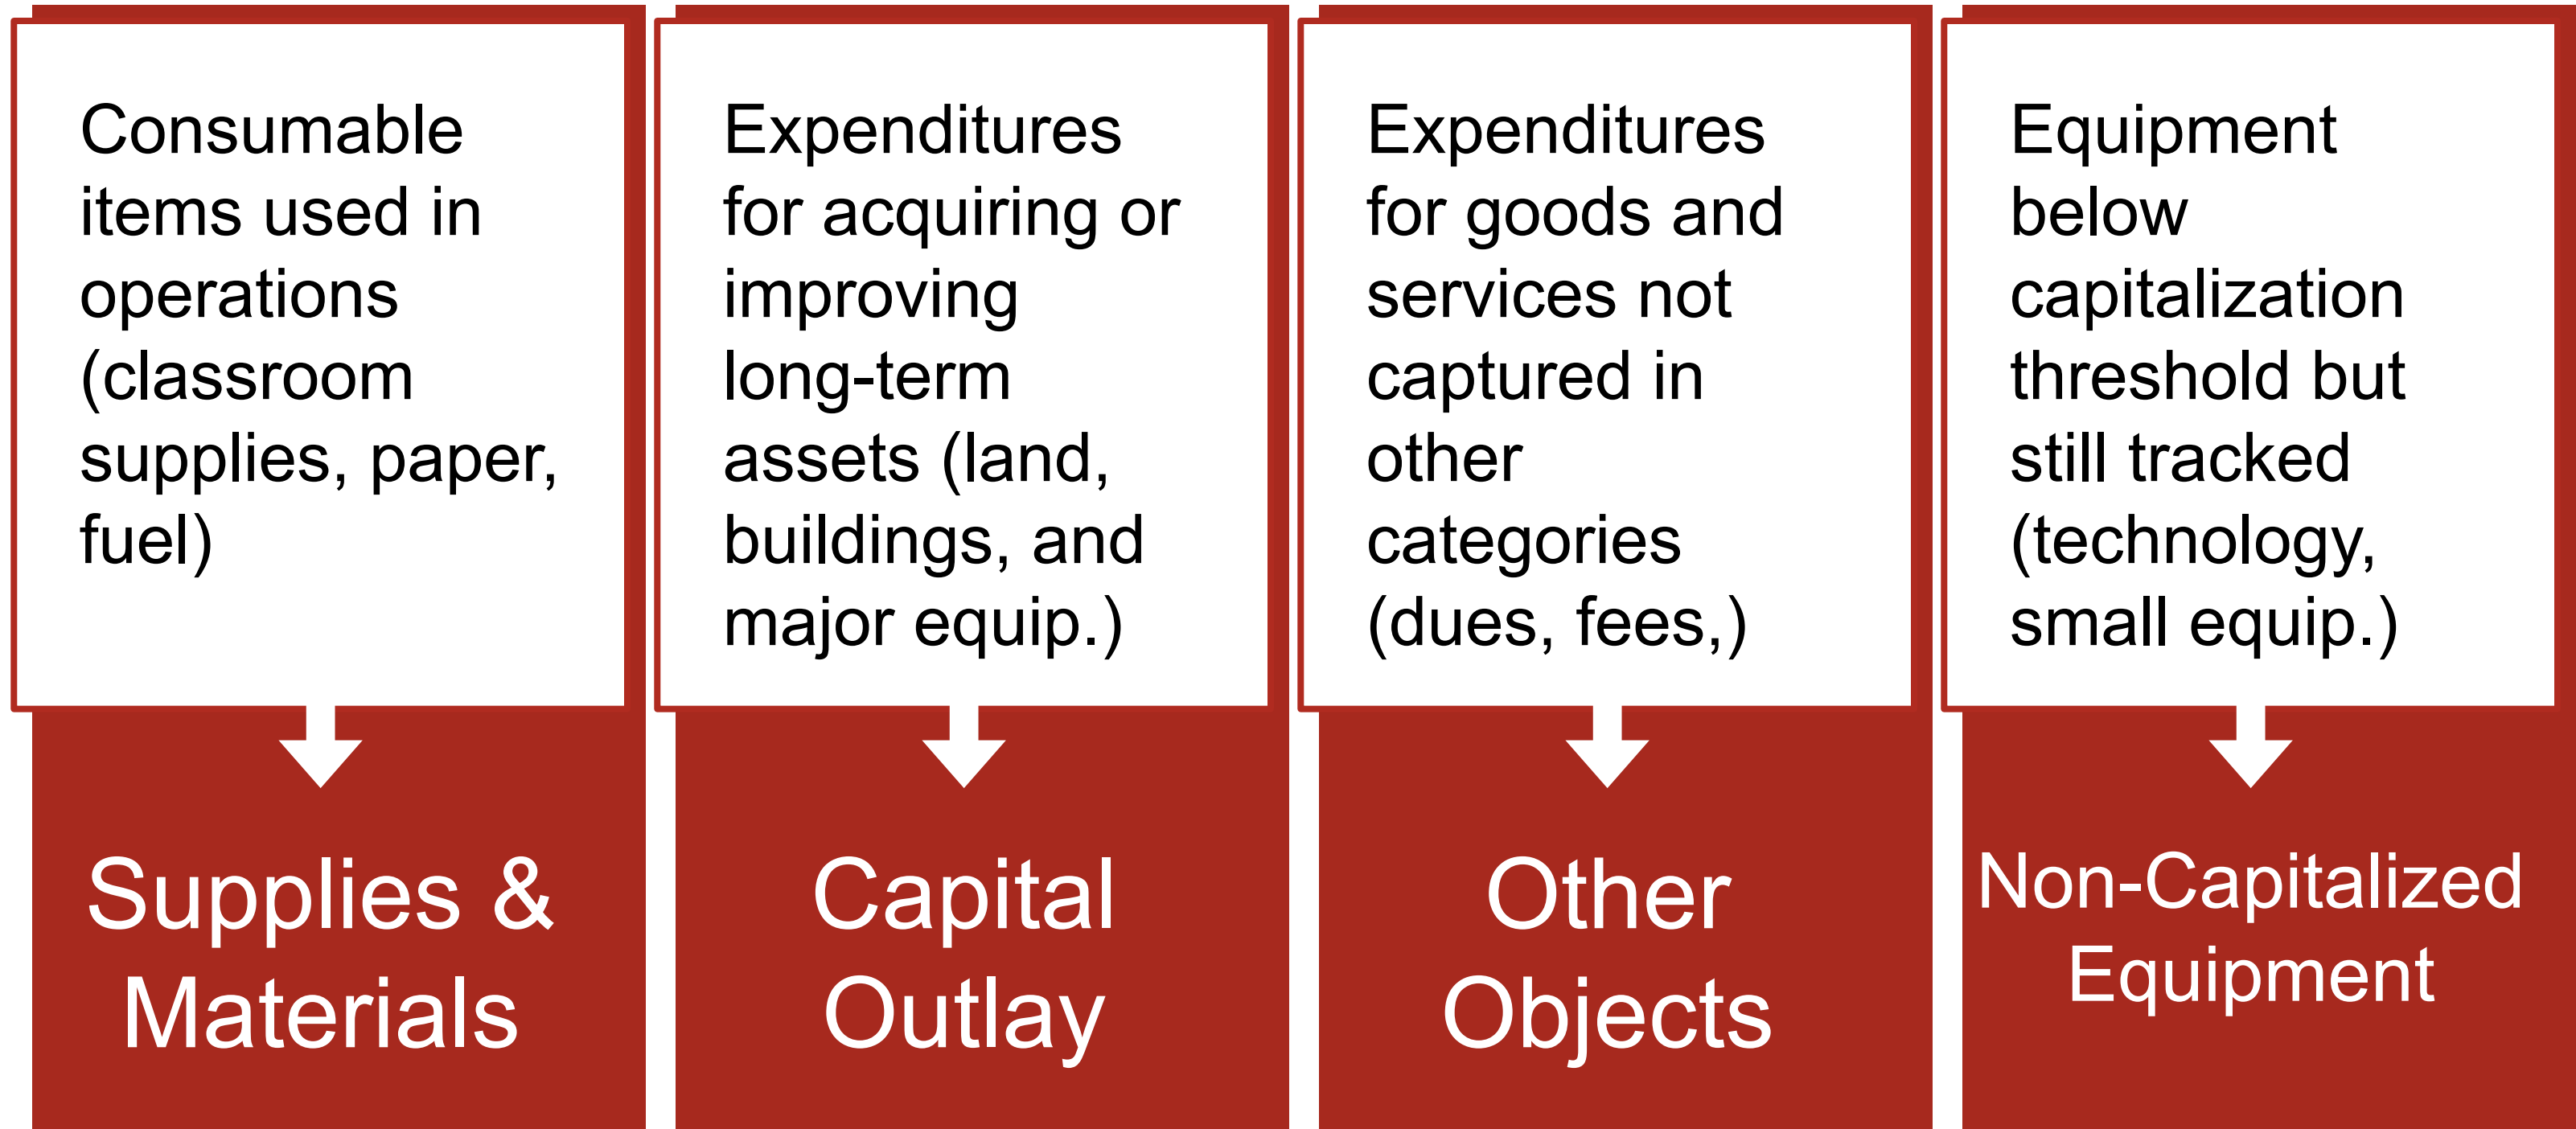 Consumable
items used in
operations
(classroom
supplies, paper,
fuel)
Supplies &
Materials
Expenditures
for acquiring or
improving
long-term
assets (land,
buildings, and
major equip.)
Capital
Outlay
Expenditures
for goods and
services not
captured in
other
categories
(dues, fees,)
Other
Objects
Equipment
below
capitalization
threshold but
still tracked
(technology,
small equip.)
Non-Capitalized
Equipment